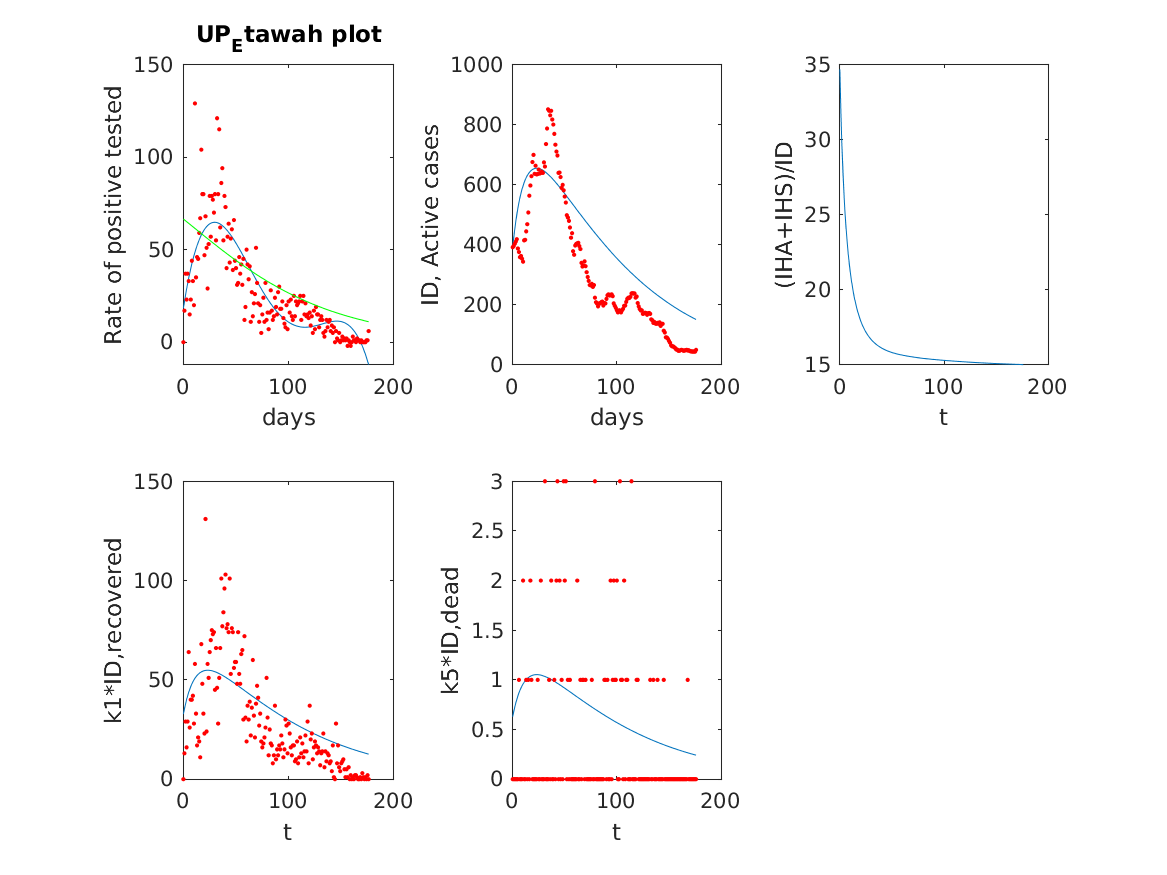 UP_Etawah plot
150
100
50
0
Rate of positive tested
0 100 200
days
1000
800
600
400
200
0
ID, Active cases
0 100 200
days
35
30
25
20
15
(IHA+IHS)/ID
0 100 200
t
150
100
50
0
k1*ID,recovered
0 100 200
t
3
2.5
2
1.5
1
0.5
0
k5*ID,dead
0 100 200
t